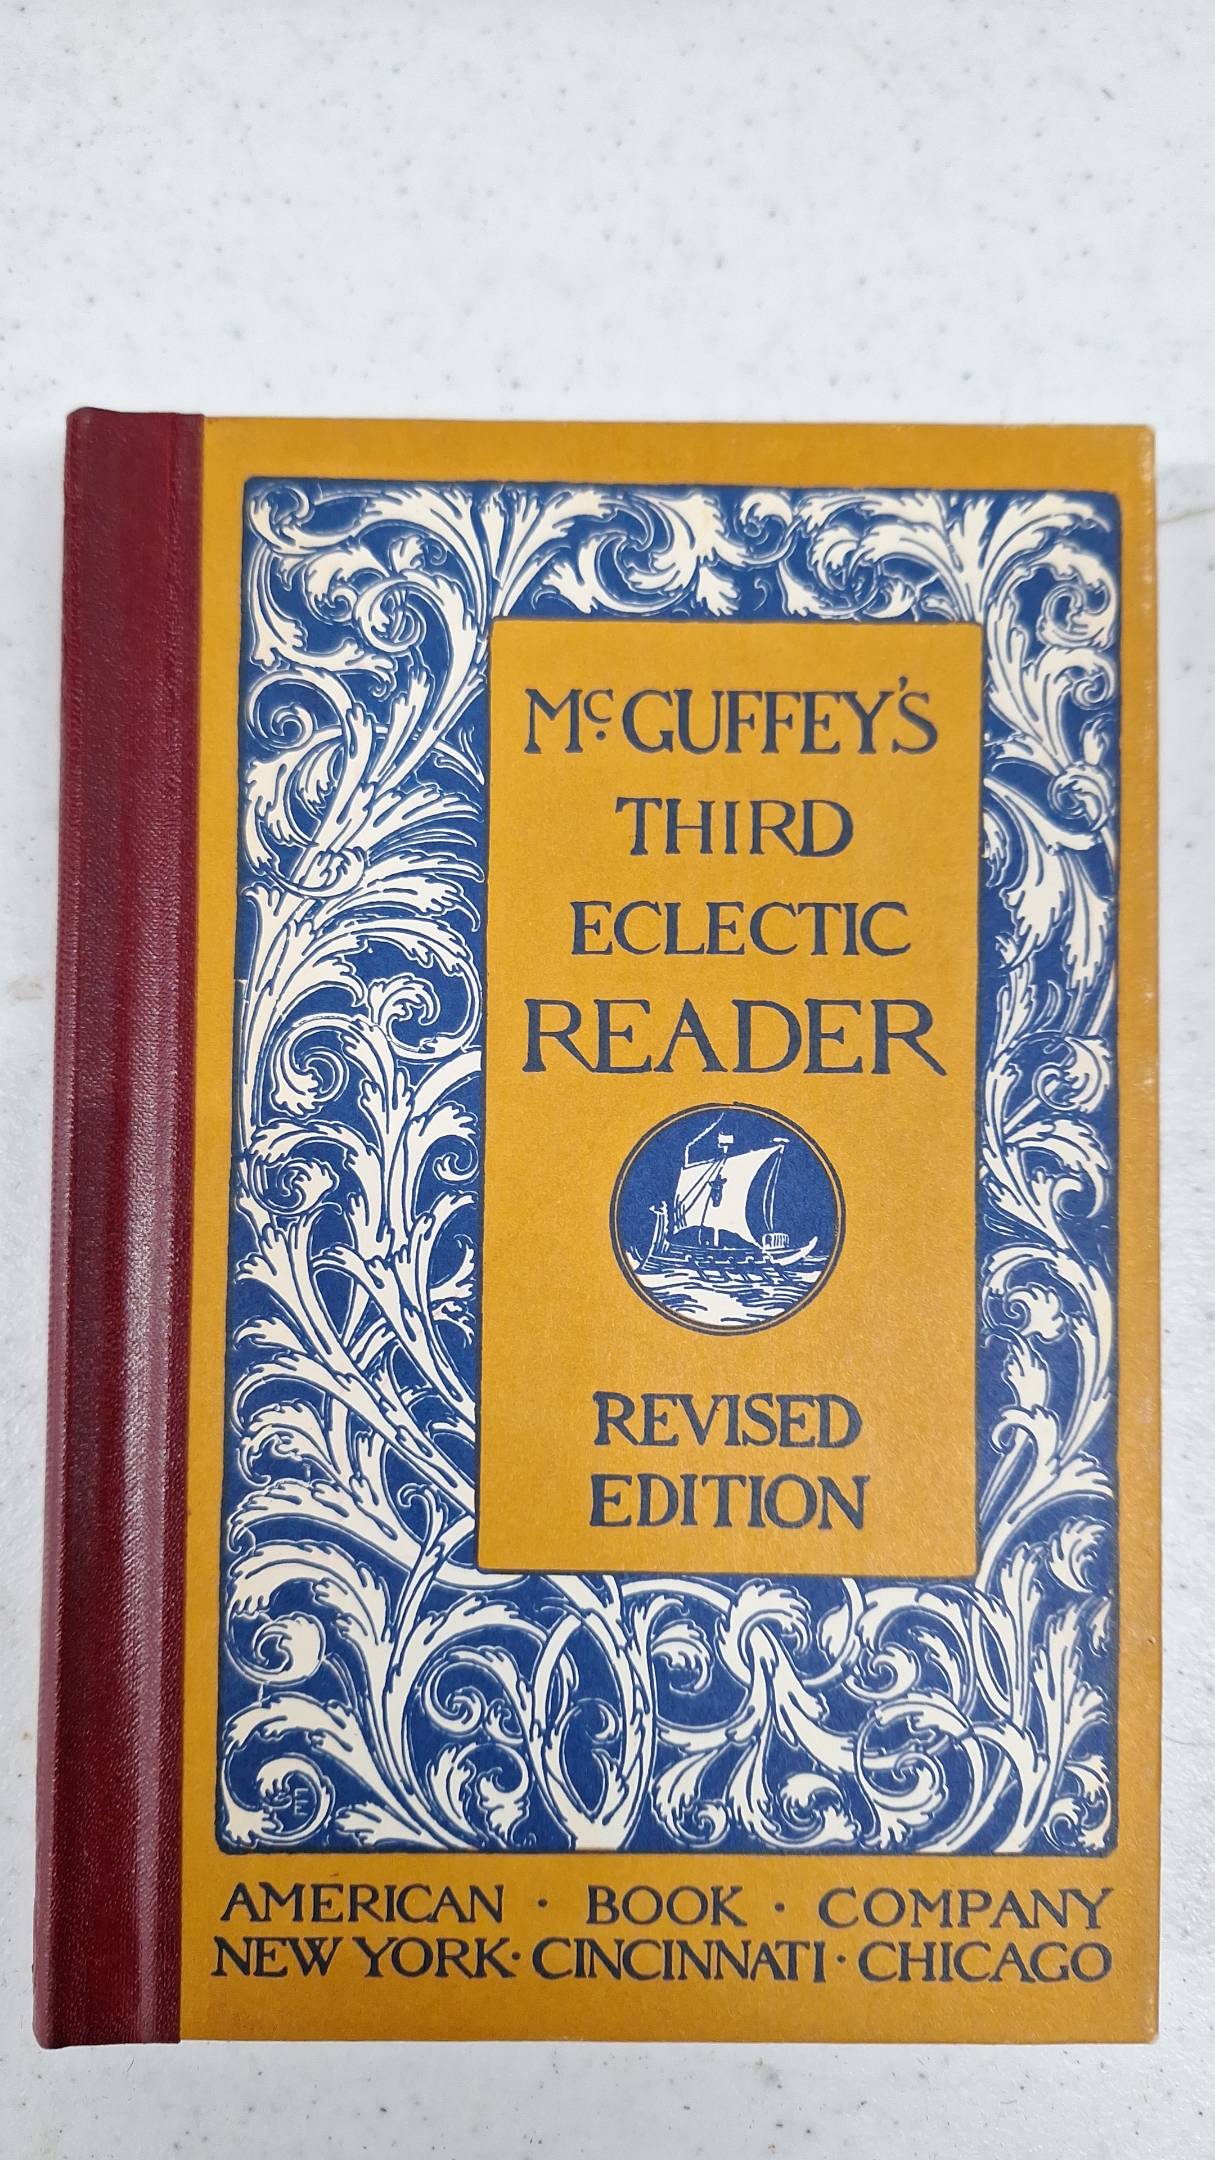 McGUFFEY'S
THIRD
ECLECTIC
READER
REVISED
EDITION
AMERICAN · BOOK · COMPANY
NEW YORK · CINCINNATI · CHICAGO